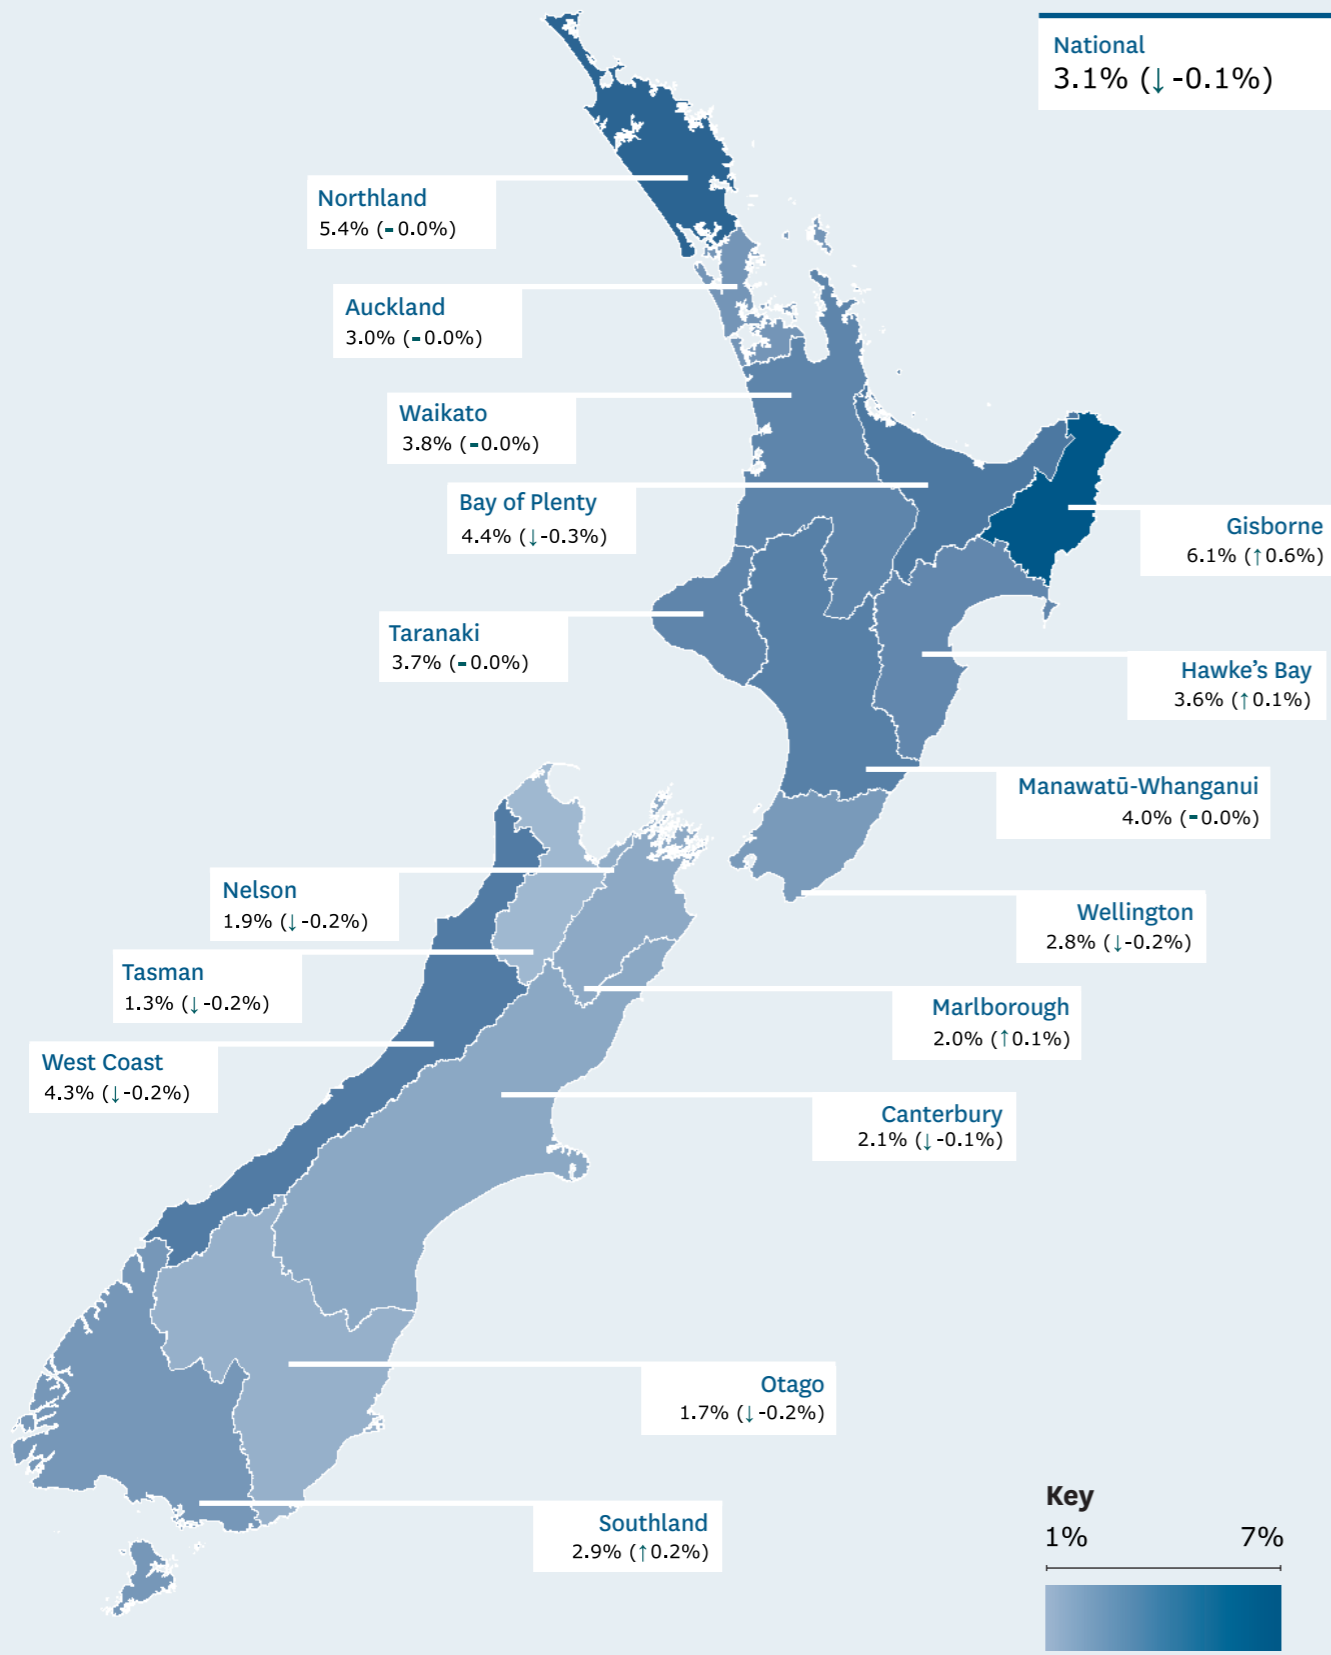 National
3.1% (↓ -0.1%)
Northland
5.4% (- 0.0%)
Auckland
3.0% (- 0.0%)
Waikato
3.8% (- 0.0%)
Bay of Plenty
4.4% (↓ -0.3%)
Gisborne
6.1% (↑ 0.6%)
Taranaki
3.7% (- 0.0%)
Hawke’s Bay
3.6% (↑ 0.1%)
Manawatū-Whanganui
4.0% (- 0.0%)
Nelson
1.9% (↓ -0.2%)
Wellington
2.8% (↓ -0.2%)
Tasman
1.3% (↓ -0.2%)
Marlborough
2.0% (↑ 0.1%)
West Coast
4.3% (↓ -0.2%)
Canterbury
2.1% (↓ -0.1%)
Otago
1.7% (↓ -0.2%)
Southland
2.9% (↑ 0.2%)
Key
1% 7%